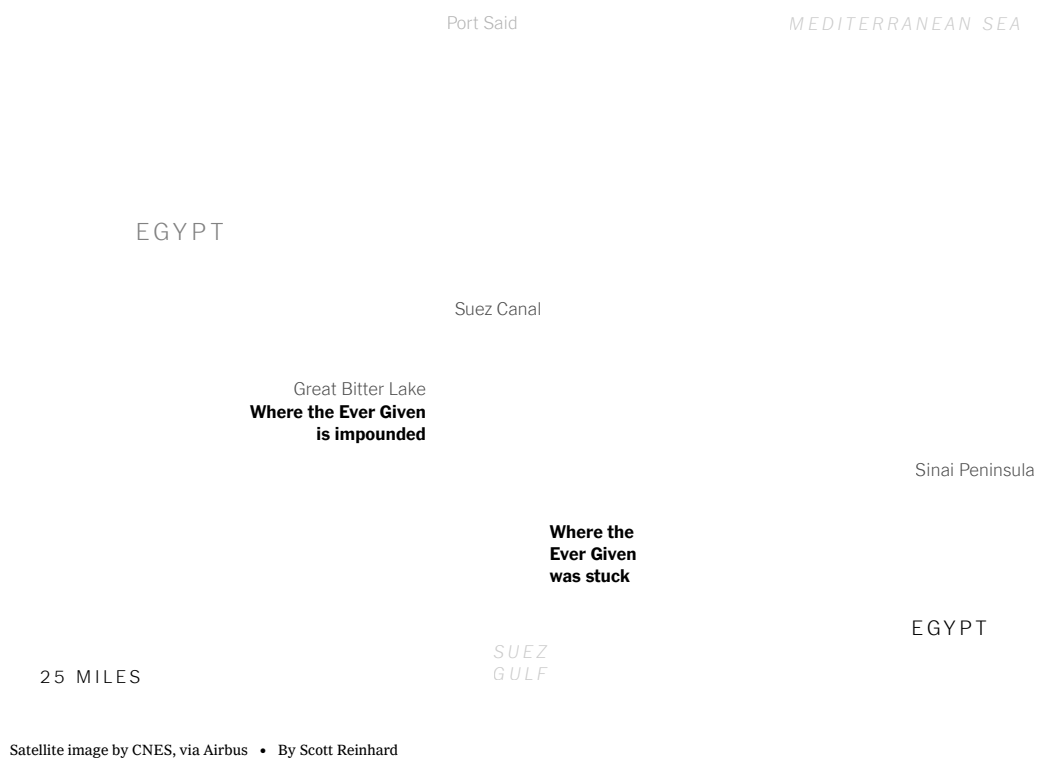 Port Said
MEDITERRANEAN SEA
EGYPT
Suez Canal
Great Bitter Lake
Where the Ever Given
is impounded
Sinai Peninsula
Where the
Ever Given
was stuck
EGYPT
SUEZ
GULF
25 MILES
Satellite image by CNES, via Airbus • By Scott Reinhard